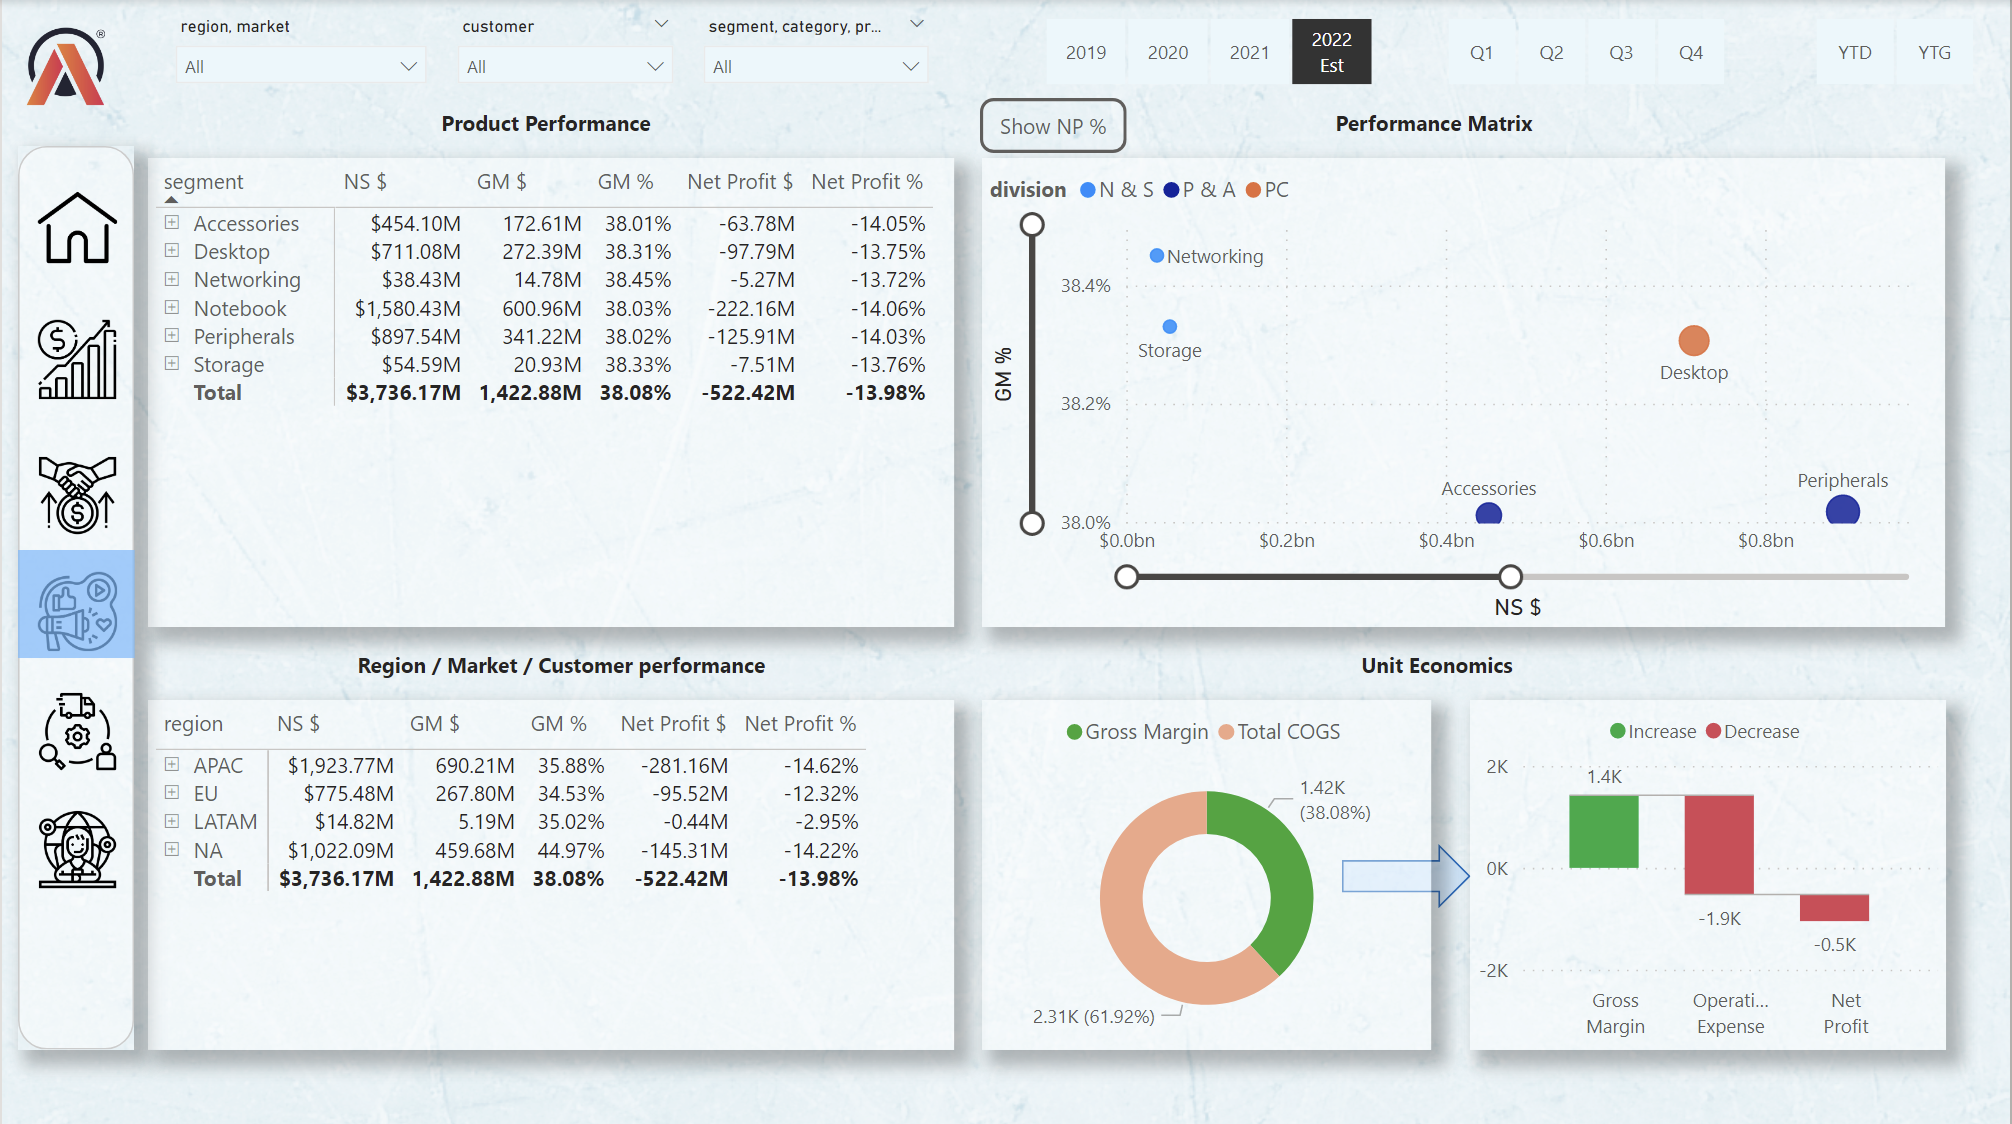 region, market
customer
segment, category, pr...
All
All
All
2019
2020
2021
2022
Est
Q1
Q2
Q3
Q4
YTD
YTG
®
Product Performance
segment NS $ GM $ GM % Net Profit $ Net Profit %
Accessories $454.10M 172.61M 38.01% -63.78M -14.05%
Desktop $711.08M 272.39M 38.31% -97.79M -13.75%
Networking $38.43M 14.78M 38.45% -5.27M -13.72%
Notebook $1,580.43M 600.96M 38.03% -222.16M -14.06%
Peripherals $897.54M 341.22M 38.02% -125.91M -14.03%
Storage $54.59M 20.93M 38.33% -7.51M -13.76%
Total $3,736.17M 1,422.88M 38.08% -522.42M -13.98%
Show NP %
Performance Matrix
division N & S P & A PC
GM %
38.4%
38.2%
38.0%
Networking
Storage
Desktop
Accessories
Peripherals
$0.0bn $0.2bn $0.4bn $0.6bn $0.8bn
NS $
Region / Market / Customer performance
region NS $ GM $ GM % Net Profit $ Net Profit %
APAC $1,923.77M 690.21M 35.88% -281.16M -14.62%
EU $775.48M 267.80M 34.53% -95.52M -12.32%
LATAM $14.82M 5.19M 35.02% -0.44M -2.95%
NA $1,022.09M 459.68M 44.97% -145.31M -14.22%
Total $3,736.17M 1,422.88M 38.08% -522.42M -13.98%
Unit Economics
Gross Margin Total COGS
1.42K
(38.08%)
2.31K (61.92%)
Increase Decrease
2K
0K
-2K
1.4K
-1.9K
-0.5K
Gross
Margin
Operati...
Expense
Net
Profit